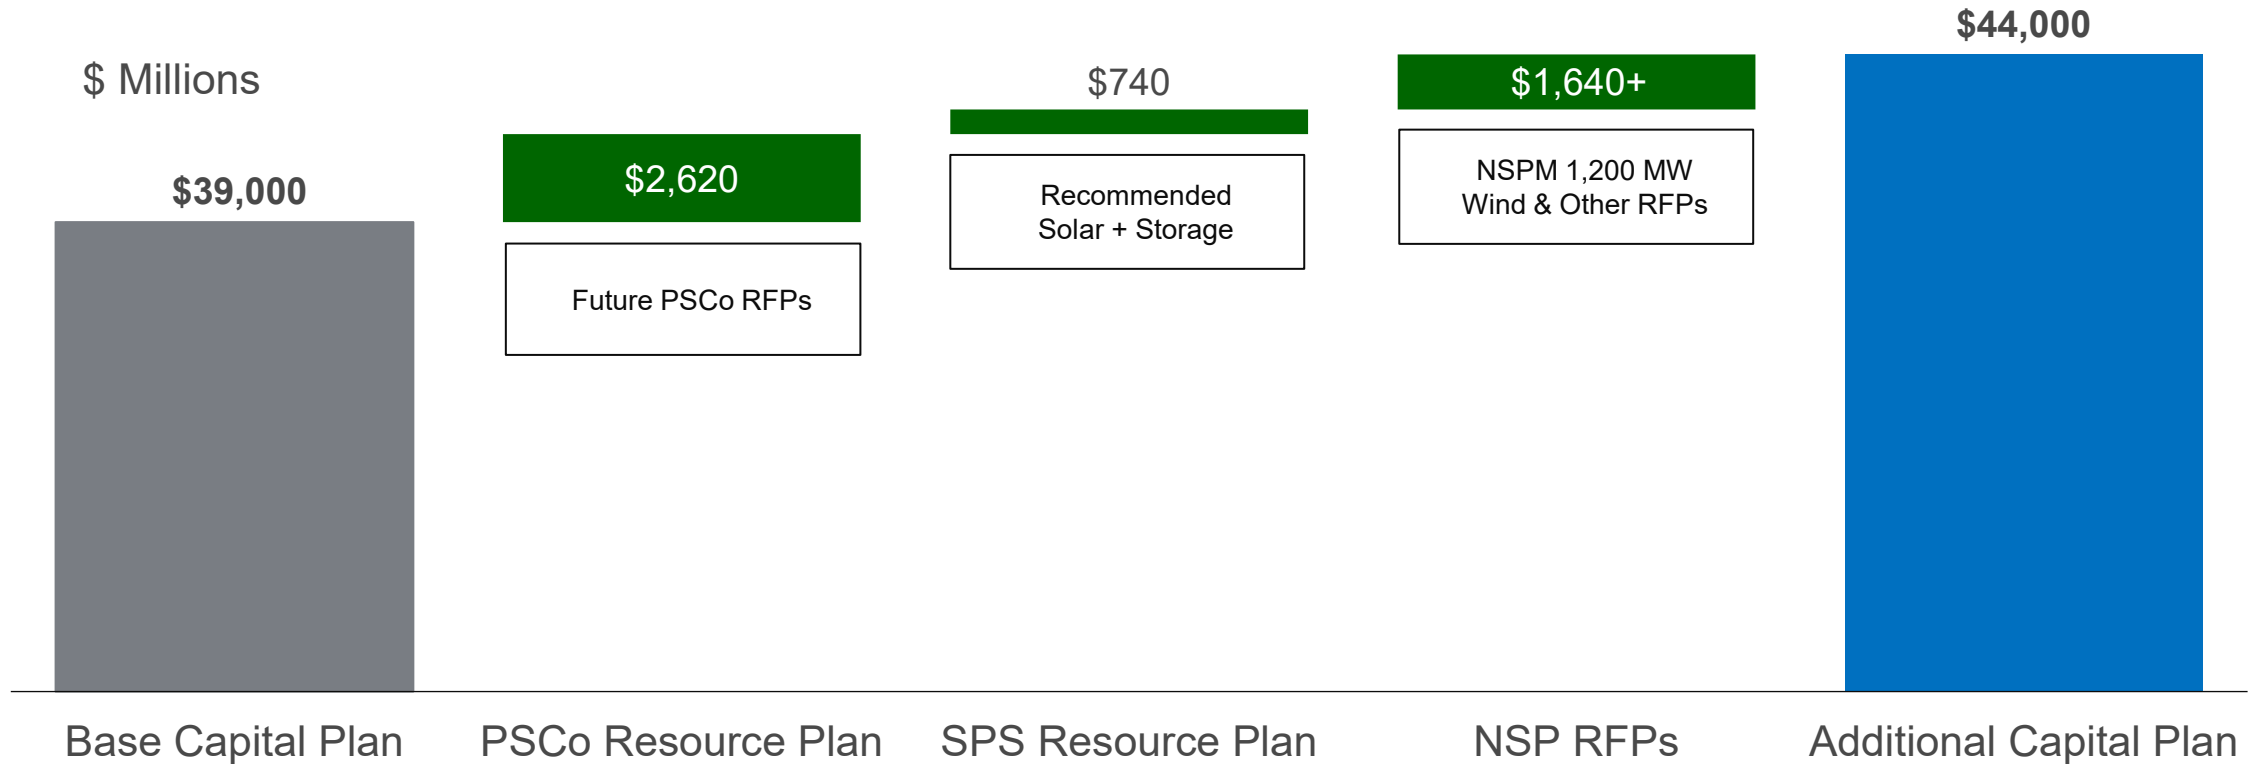 $ Millions
$39,000
$2,620
Future PSCo RFPs
$740
Recommended
Solar + Storage
$1,640+
NSPM 1,200 MW
Wind & Other RFPs
$44,000
Base Capital Plan
PSCo Resource Plan
SPS Resource Plan
NSP RFPs
Additional Capital Plan